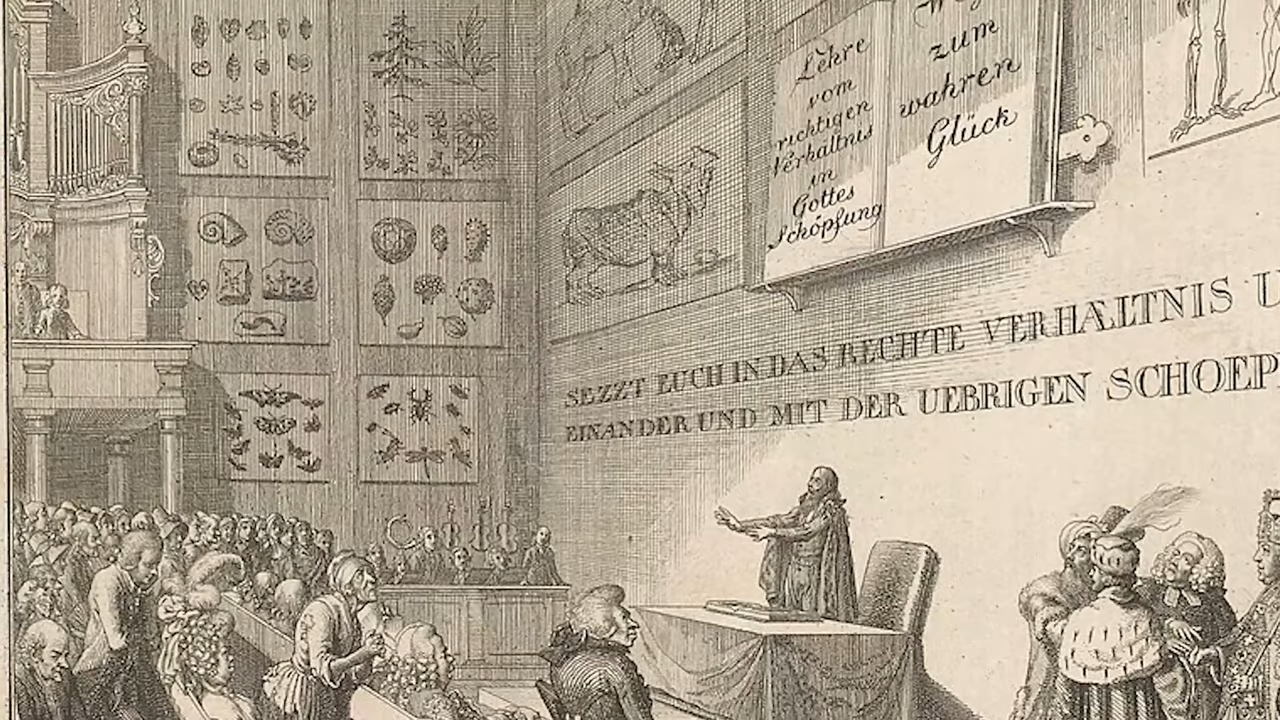 Lehre
vom
richtigen
Verhältnis
in
Gottes
Schöpfung
zum
wahren
Glück
SEZZT EUCH IN DAS RECHTE VERHÆLTNIS U
EINANDER UND MIT DER UEBRIGEN SCHOEP